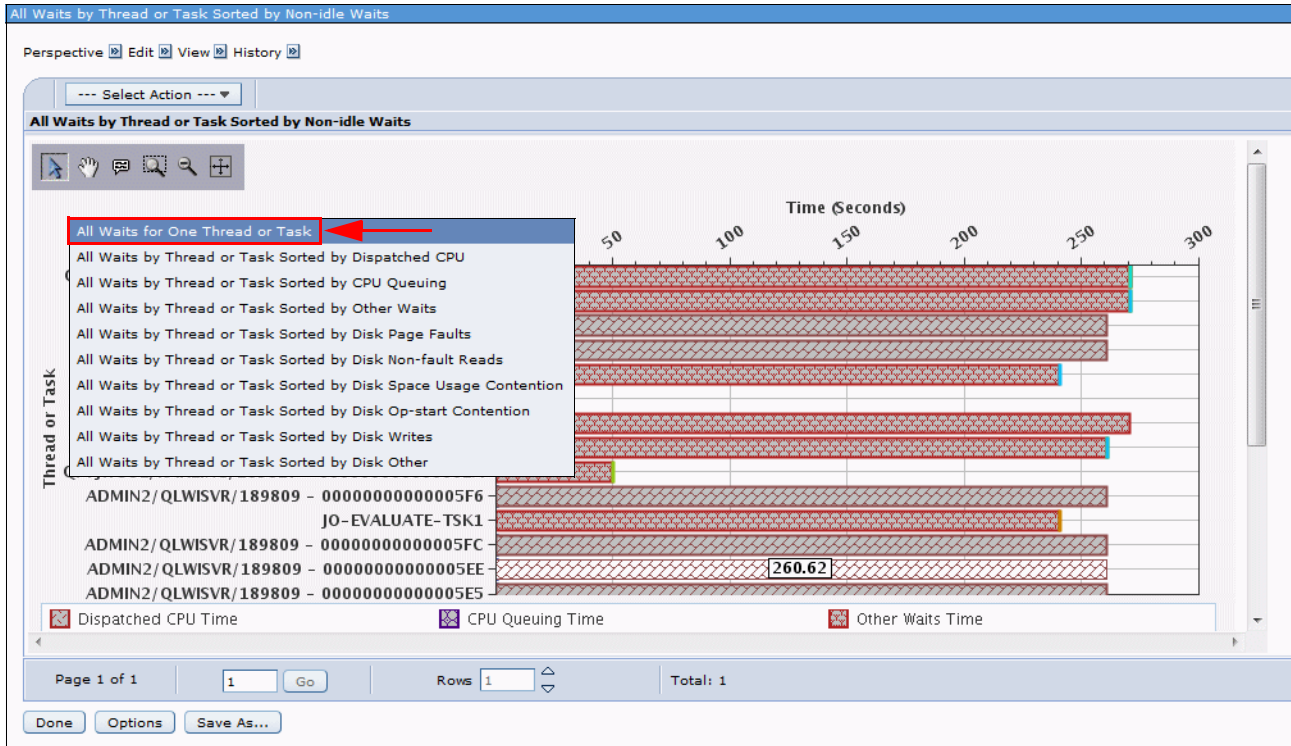 All Waits by Thread or Task Sorted by Non-idle Waits
Perspective Edit View History
--- Select Action ---
All Waits by Thread or Task Sorted by Non-idle Waits
Time (Seconds)
50 100 150 200 250 300
All Waits for One Thread or Task
All Waits by Thread or Task Sorted by Dispatched CPU
All Waits by Thread or Task Sorted by CPU Queuing
All Waits by Thread or Task Sorted by Other Waits
All Waits by Thread or Task Sorted by Disk Page Faults
All Waits by Thread or Task Sorted by Disk Non-fault Reads
All Waits by Thread or Task Sorted by Disk Space Usage Contention
All Waits by Thread or Task Sorted by Disk Op-start Contention
All Waits by Thread or Task Sorted by Disk Writes
All Waits by Thread or Task Sorted by Disk Other
Thread or Task
ADMIN2/QLWISVR/189809 - 00000000000005F6
JO-EVALUATE-TSK1
ADMIN2/QLWISVR/189809 - 00000000000005FC
ADMIN2/QLWISVR/189809 - 00000000000005EE
260.62
ADMIN2/QLWISVR/189809 - 00000000000005E5
Dispatched CPU Time CPU Queuing Time Other Waits Time
Page 1 of 1 1 Go Rows 1 Total: 1
Done Options Save As...